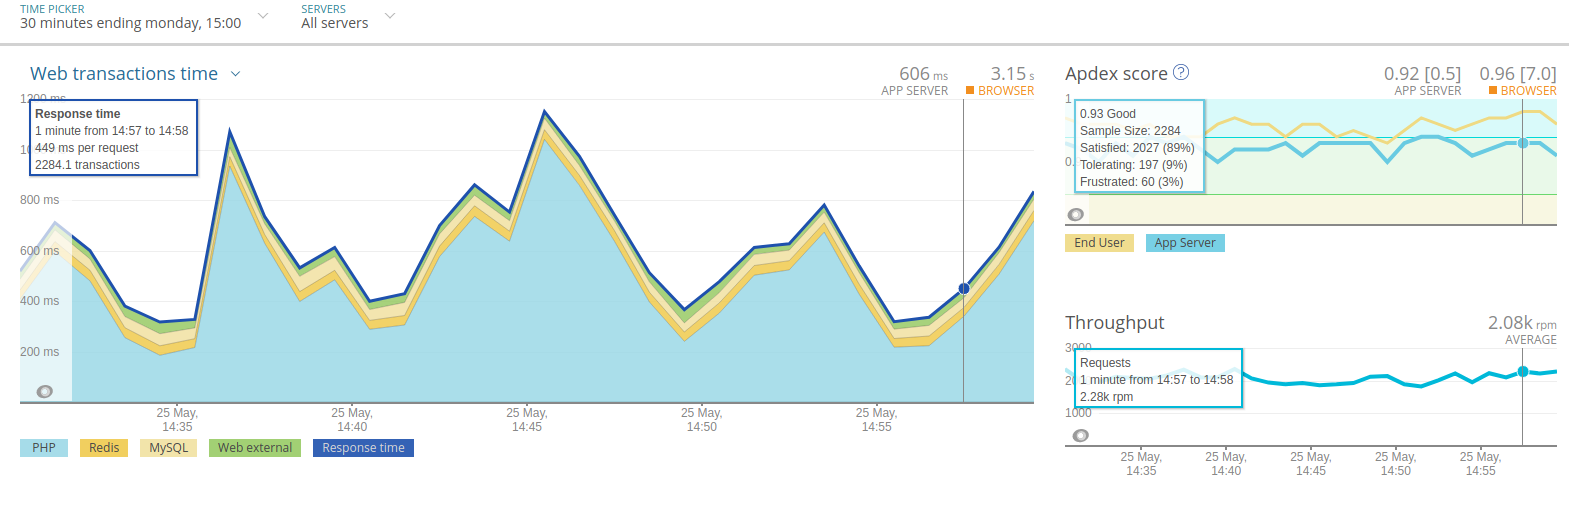 TIME PICKER
30 minutes ending monday, 15:00
SERVERS
All servers
Web transactions time
606 ms
APP SERVER
3.15 s
BROWSER
1200 ms
Response time
1 minute from 14:57 to 14:58
449 ms per request
2284.1 transactions
800 ms
600 ms
400 ms
200 ms
25 May,
14:35
25 May,
14:40
25 May,
14:45
25 May,
14:50
25 May,
14:55
PHP
Redis
MySQL
Web external
Response time
Apdex score ?
0.92 [0.5]
APP SERVER
0.96 [7.0]
BROWSER
1
0.93 Good
Sample Size: 2284
Satisfied: 2027 (89%)
Tolerating: 197 (9%)
Frustrated: 60 (3%)
End User
App Server
Throughput
2.08k rpm
AVERAGE
3000
Requests
1 minute from 14:57 to 14:58
2.28k rpm
1000
25 May,
14:35
25 May,
14:40
25 May,
14:45
25 May,
14:50
25 May,
14:55